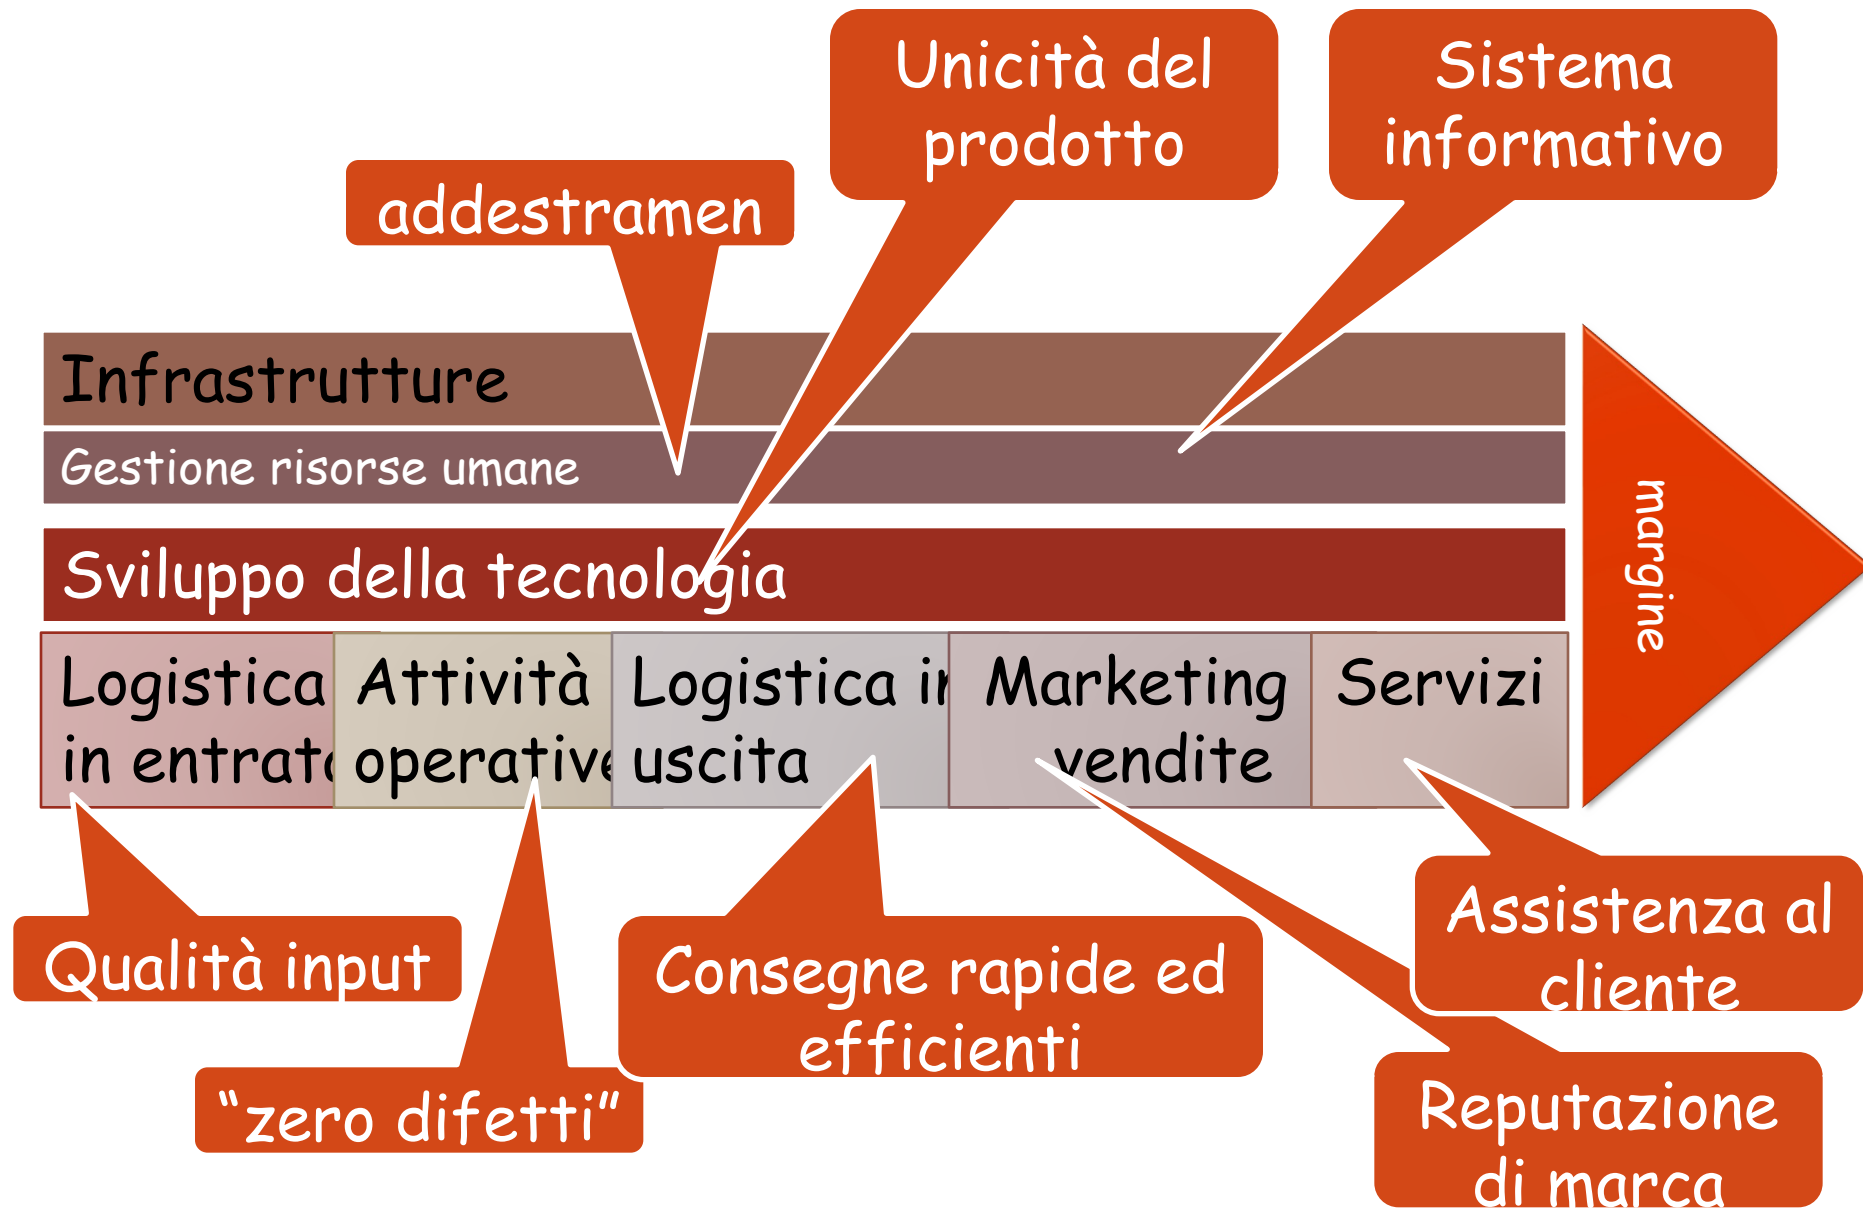 Unicità del
prodotto
Sistema
informativo
addestramen
Infrastrutture
Gestione risorse umane
Sviluppo della tecnologia
margine
Logistica
in entrata
Attività
operative
Logistica in
uscita
Marketing
vendite
Servizi
Qualità input
“zero difetti”
Consegne rapide ed
efficienti
Assistenza al
cliente
Reputazione
di marca